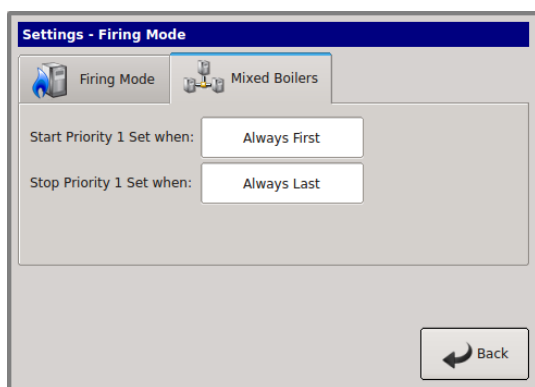 Settings - Firing Mode
Firing Mode
Mixed Boilers
Start Priority 1 Set when:
Always First
Stop Priority 1 Set when:
Always Last
Back